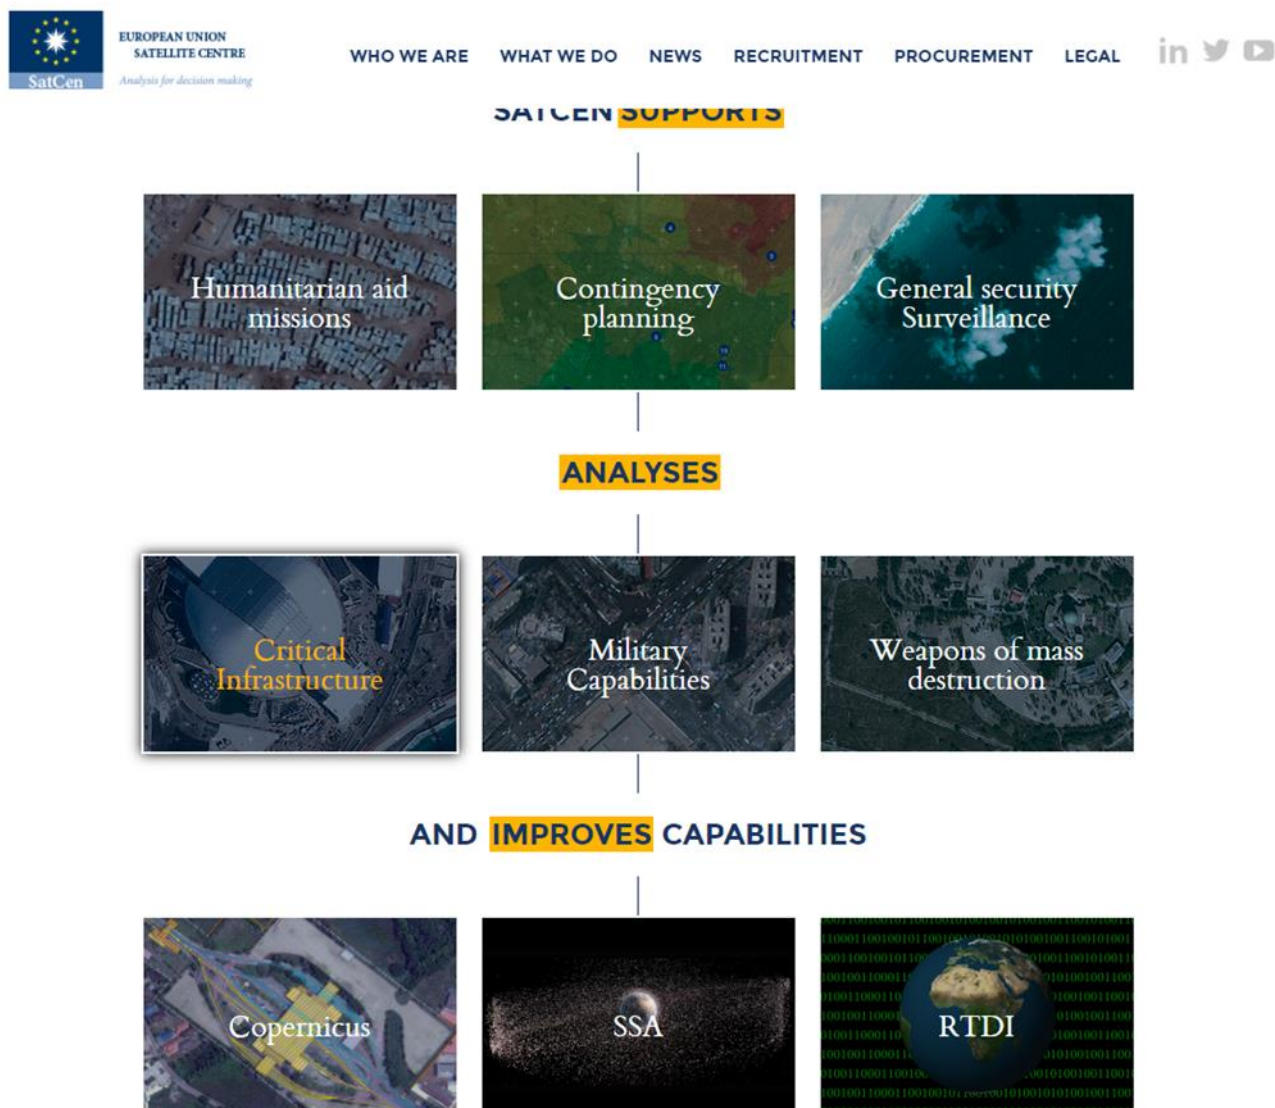 EUROPEAN UNION
SATELLITE CENTRE
SatCen
Analysis for decision making
WHO WE ARE
WHAT WE DO
NEWS
RECRUITMENT
PROCUREMENT
LEGAL
in
SATCEN SUPPORTS
Humanitarian aid
missions
Contingency
planning
General security
Surveillance
ANALYSES
Critical
Infrastructure
Military
Capabilities
Weapons of mass
destruction
AND IMPROVES CAPABILITIES
Copernicus
SSA
RTDI